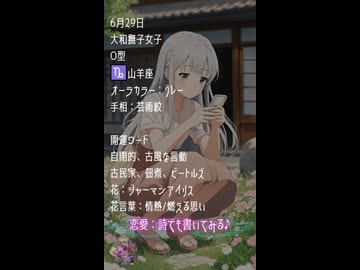 6月29日
大和撫子女子
O型
♑山羊座
オーラカラー：グレー
手相：芸術紋
開運ワード
自閉的、古風な言動
古民家、佃煮、ビートルズ
花：ジャーマンアイリス
花言葉：情熱/燃える思い
恋愛：詩でも書いてみる♪